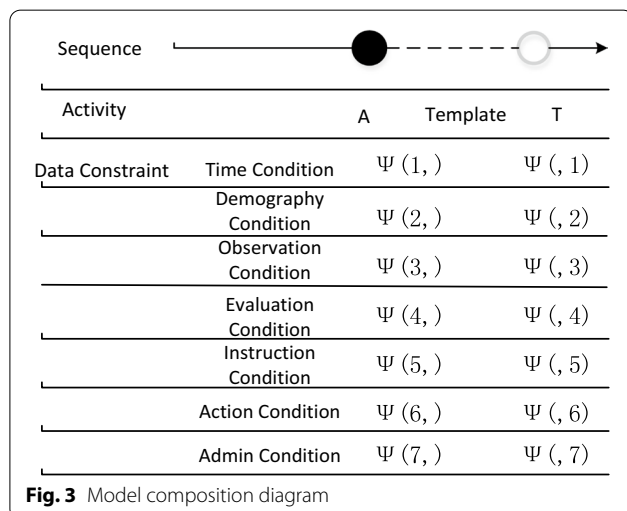 Sequence
Activity A Template T
Data Constraint Time Condition Ψ (1, ) Ψ (, 1)
Demography
Condition Ψ (2, ) Ψ (, 2)
Observation
Condition Ψ (3, ) Ψ (, 3)
Evaluation
Condition Ψ (4, ) Ψ (, 4)
Instruction
Condition Ψ (5, ) Ψ (, 5)
Action Condition Ψ (6, ) Ψ (, 6)
Admin Condition Ψ (7, ) Ψ (, 7)
Fig. 3 Model composition diagram